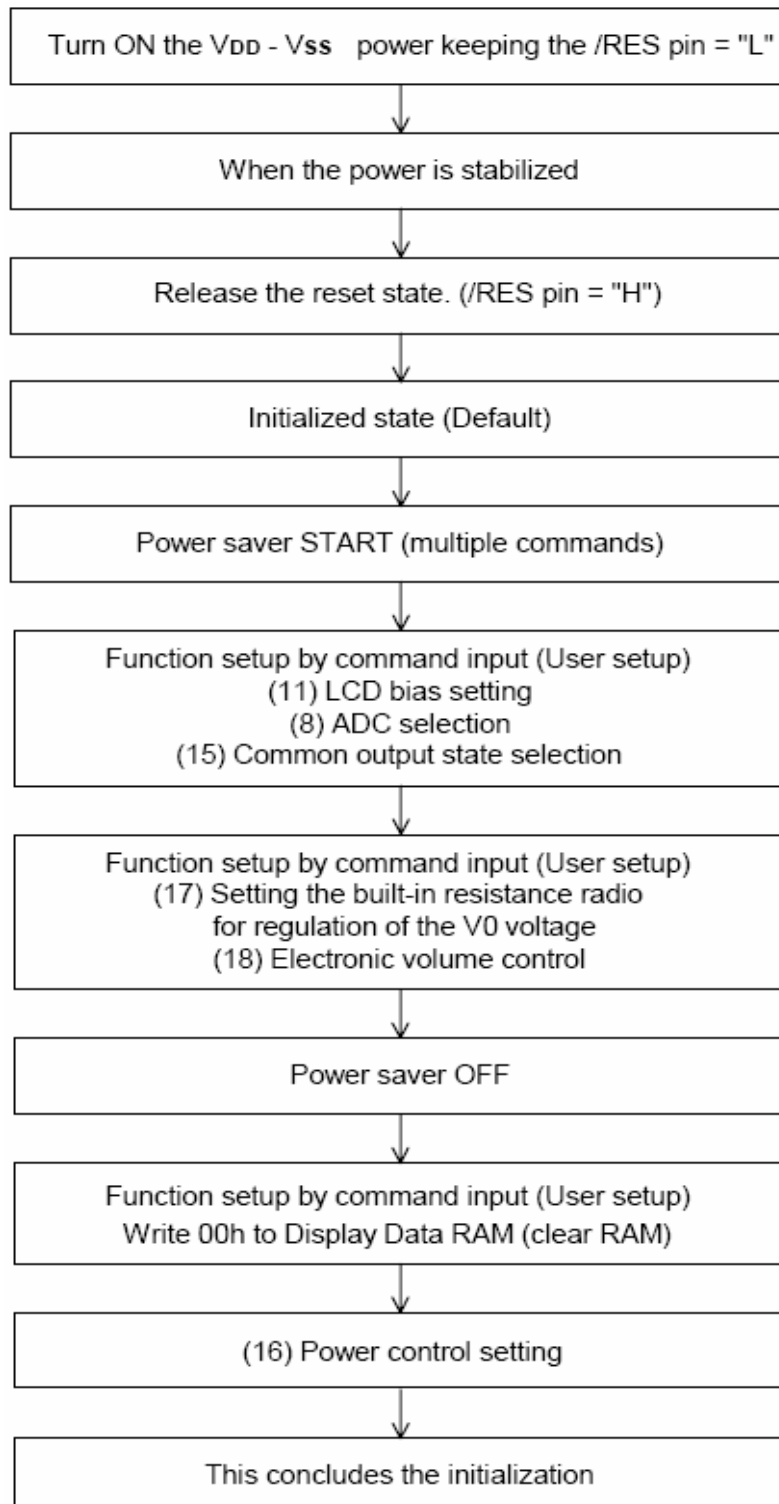 Turn ON the VDD - VSS power keeping the /RES pin = "L"
When the power is stabilized
Release the reset state. (/RES pin = "H")
Initialized state (Default)
Power saver START (multiple commands)
Function setup by command input (User setup)
(11) LCD bias setting
(8) ADC selection
(15) Common output state selection
Function setup by command input (User setup)
(17) Setting the built-in resistance radio
for regulation of the V0 voltage
(18) Electronic volume control
Power saver OFF
Function setup by command input (User setup)
Write 00h to Display Data RAM (clear RAM)
(16) Power control setting
This concludes the initialization